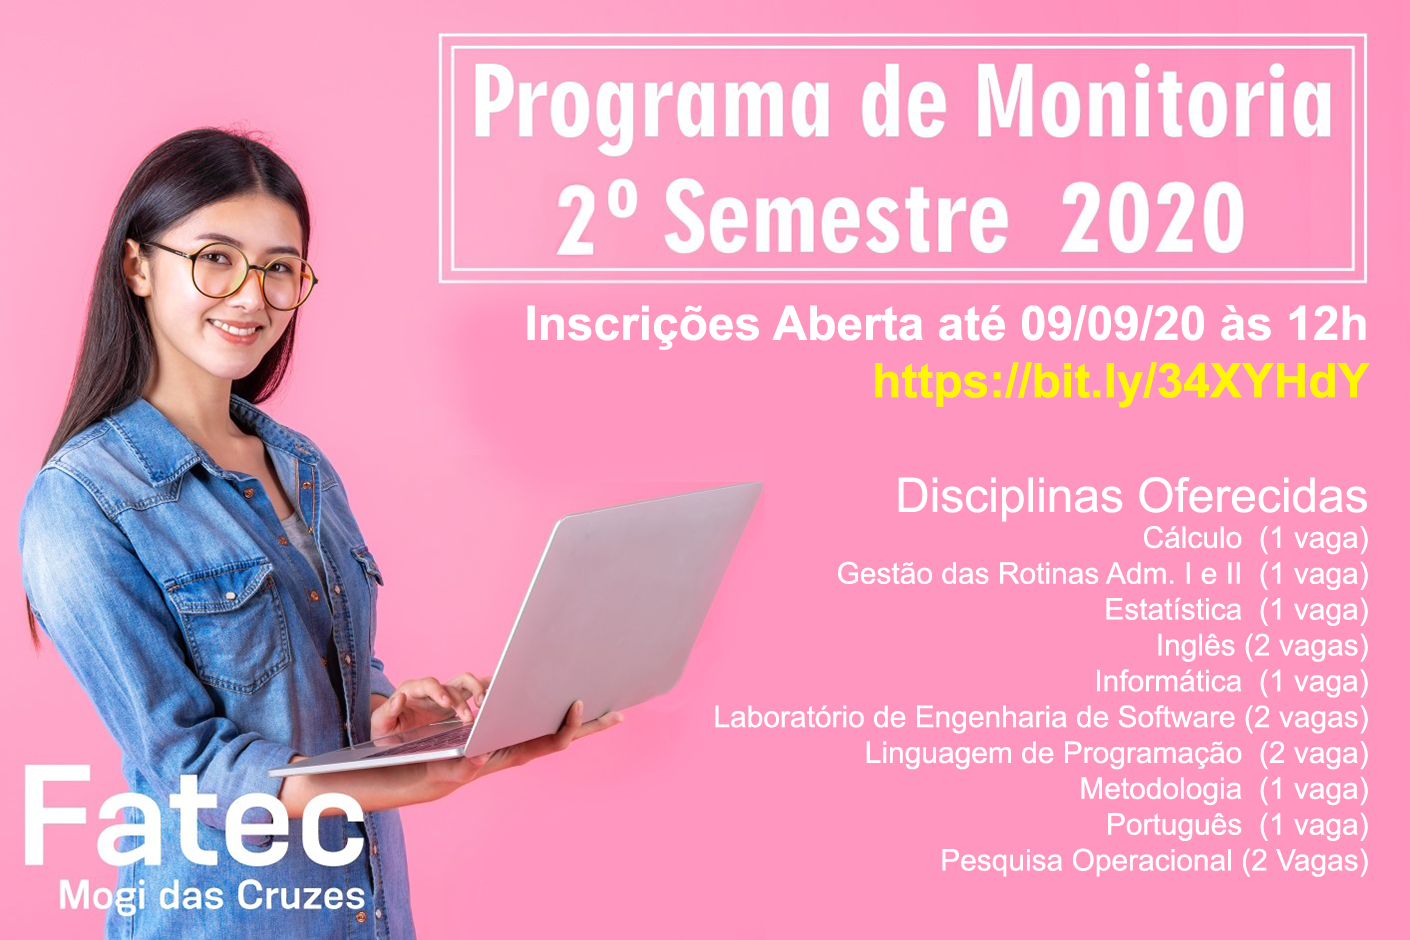 Programa de Monitoria
2º Semestre 2020
Inscrições Aberta até 09/09/20 às 12h
https://bit.ly/34XYHdY
Disciplinas Oferecidas
Cálculo (1 vaga)
Gestão das Rotinas Adm. I e II (1 vaga)
Estatística (1 vaga)
Inglês (2 vagas)
Informática (1 vaga)
Laboratório de Engenharia de Software (2 vagas)
Linguagem de Programação (2 vaga)
Metodologia (1 vaga)
Português (1 vaga)
Pesquisa Operacional (2 Vagas)
Fatec
Mogi das Cruzes